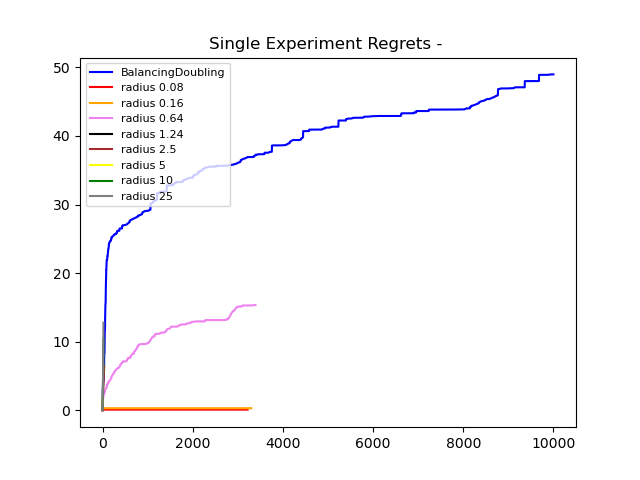 Single Experiment Regrets -
50
40
30
20
10
0
BalancingDoubling
radius 0.08
radius 0.16
radius 0.64
radius 1.24
radius 2.5
radius 5
radius 10
radius 25
0 2000 4000 6000 8000 10000